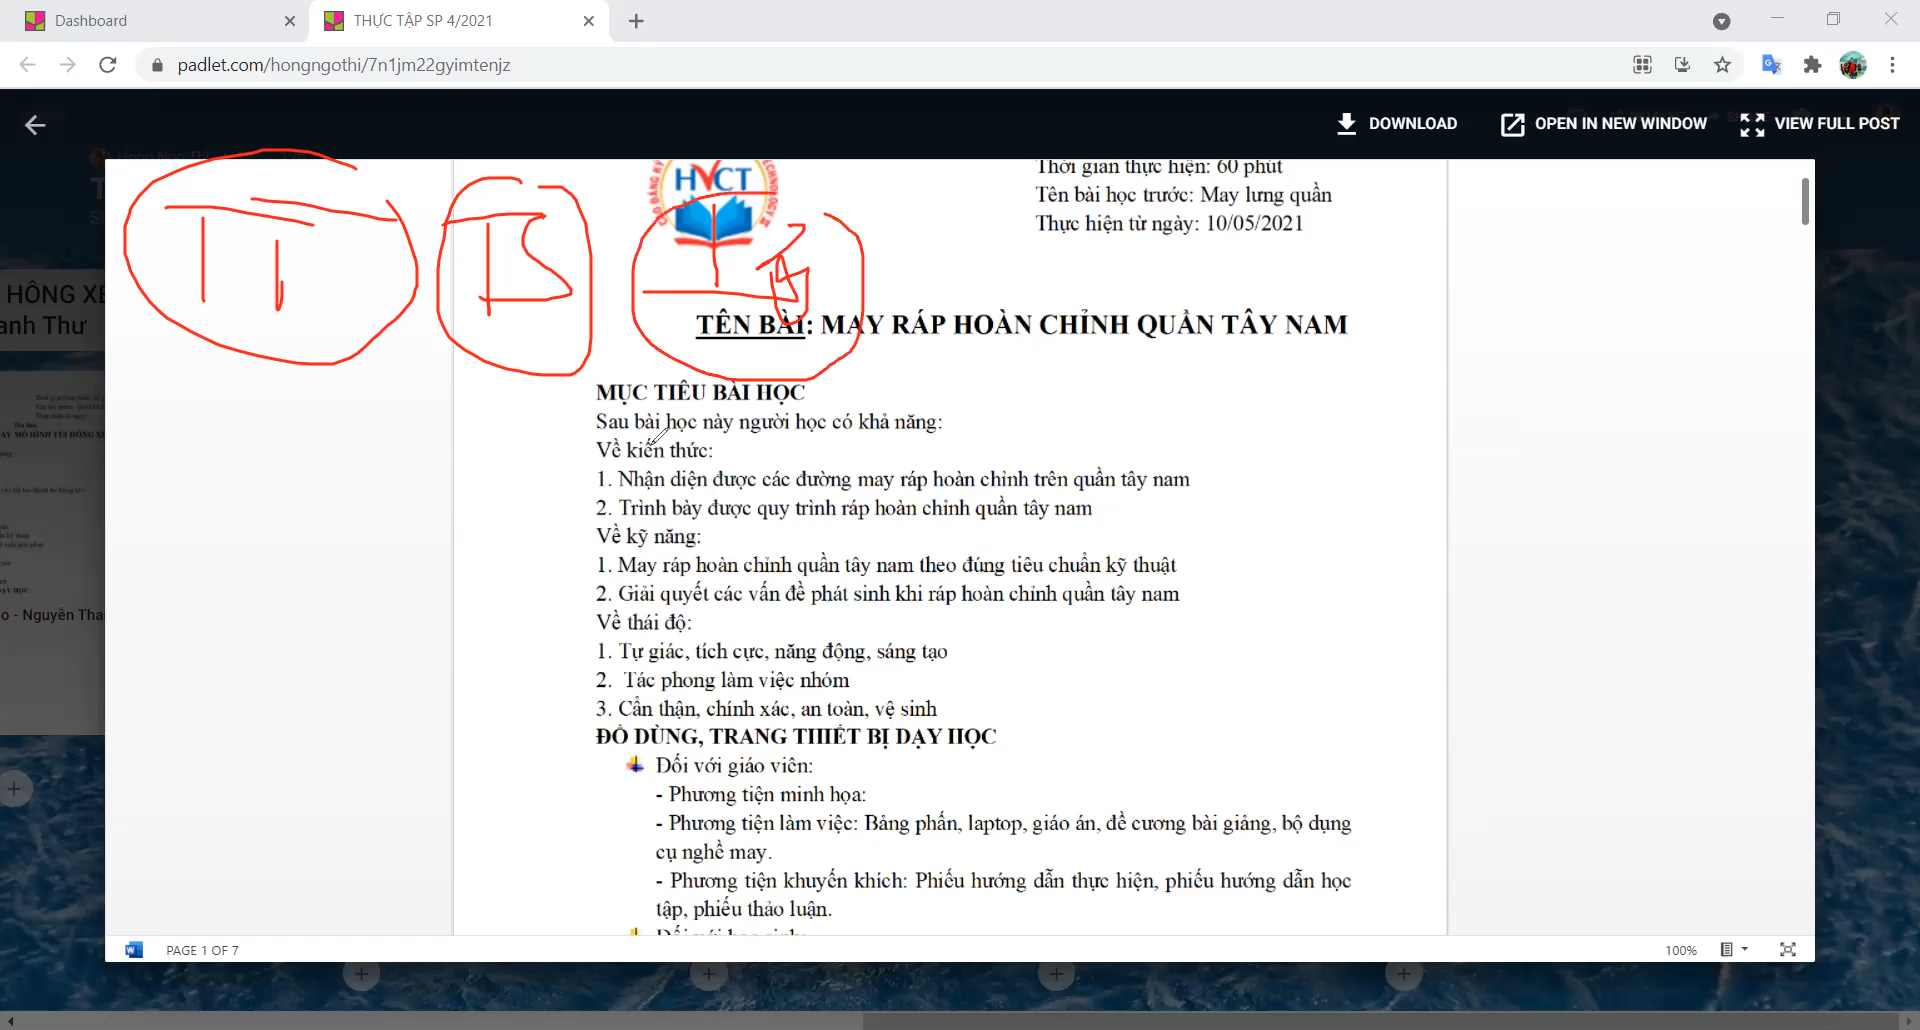 Dashboard
THỰC TẬP SP 4/2021
padlet.com/hongngothi/7n1jm22gyimtenjz
DOWNLOAD
OPEN IN NEW WINDOW
VIEW FULL POST
HVCT
Thời gian thực hiện: 60 phút
Tên bài học trước: May lưng quần
Thực hiện từ ngày: 10/05/2021
HỒNG XE
anh Thư
TÊN BÀI: MAY RÁP HOÀN CHỈNH QUẦN TÂY NAM
MỤC TIÊU BÀI HỌC
Sau bài học này người học có khả năng:
Về kiến thức:
1. Nhận diện được các đường may ráp hoàn chỉnh trên quần tây nam
2. Trình bày được quy trình ráp hoàn chỉnh quần tây nam
Về kỹ năng:
1. May ráp hoàn chỉnh quần tây nam theo đúng tiêu chuẩn kỹ thuật
2. Giải quyết các vấn đề phát sinh khi ráp hoàn chỉnh quần tây nam
Về thái độ:
1. Tự giác, tích cực, năng động, sáng tạo
2. Tác phong làm việc nhóm
3. Cẩn thận, chính xác, an toàn, vệ sinh
ĐỒ DÙNG, TRANG THIẾT BỊ DẠY HỌC
Đối với giáo viên:
- Phương tiện minh họa:
- Phương tiện làm việc: Bảng phấn, laptop, giáo án, đề cương bài giảng, bộ dụng
cụ nghề may.
- Phương tiện khuyến khích: Phiếu hướng dẫn thực hiện, phiếu hướng dẫn học
tập, phiếu thảo luận.
o - Nguyễn Tha
PAGE 1 OF 7
100%